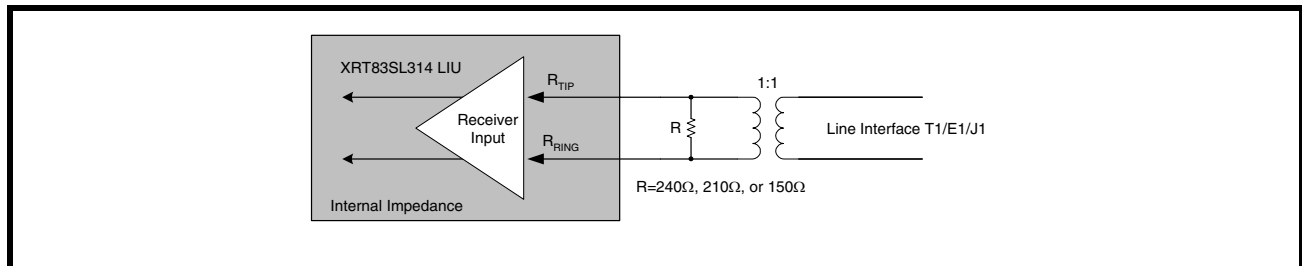 XRT83SL314 LIU
RTIP
1:1
Receiver
Input
R
Line Interface T1/E1/J1
RRING
R=240Ω, 210Ω, or 150Ω
Internal Impedance